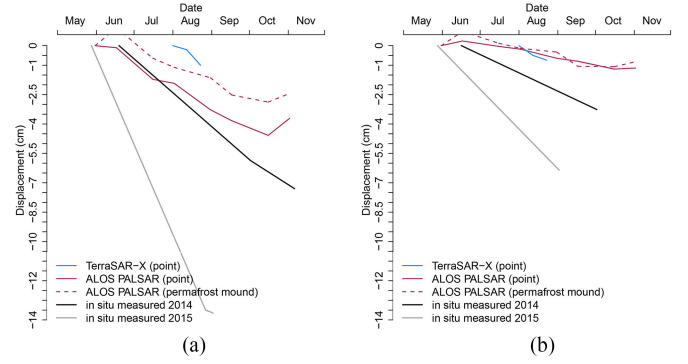 Date
May Jun Jul Aug Sep Oct Nov
Displacement (cm)
0
−1
−2.5
−4
−5.5
−7
−8.5
−10
−12
−14
TerraSAR−X (point)
ALOS PALSAR (point)
ALOS PALSAR (permafrost mound)
in situ measured 2014
in situ measured 2015
(a)
Date
May Jun Jul Aug Sep Oct Nov
Displacement (cm)
0
−1
−2.5
−4
−5.5
−7
−8.5
−10
−12
−14
TerraSAR−X (point)
ALOS PALSAR (point)
ALOS PALSAR (permafrost mound)
in situ measured 2014
in situ measured 2015
(b)